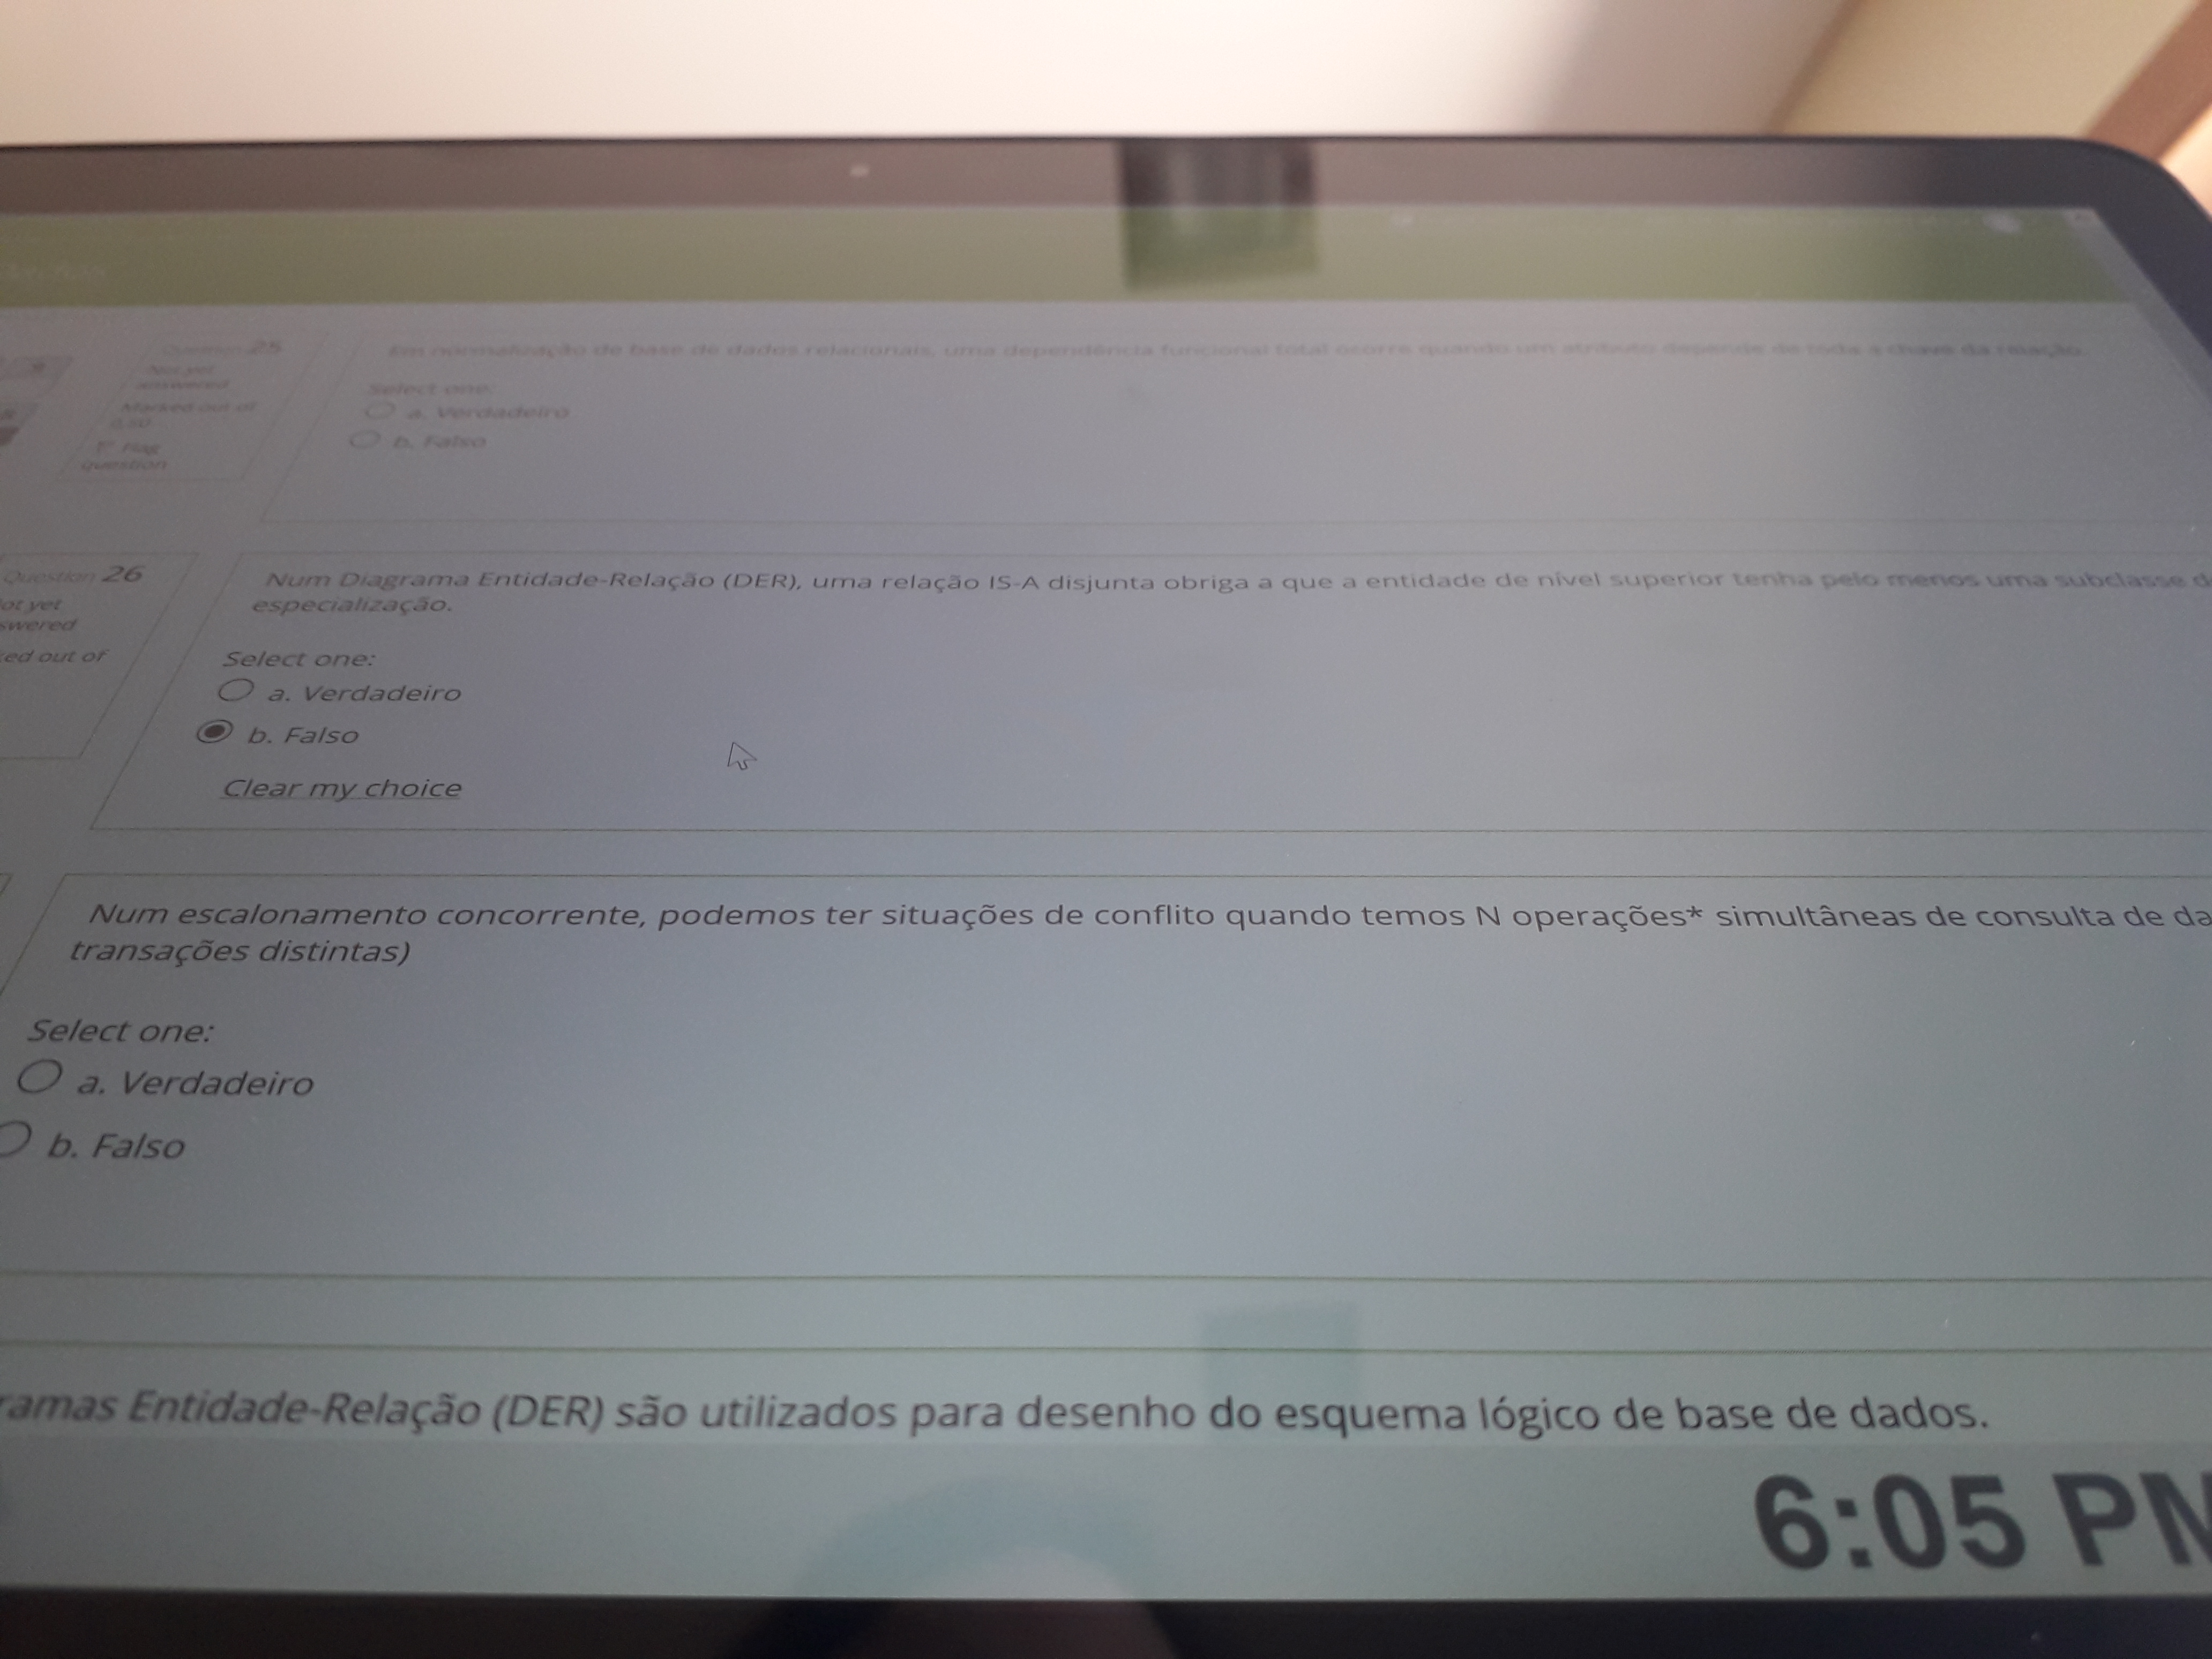 Question 25
Em normalização de base de dados relacionais, uma dependência funcional total ocorre quando um atributo depende de toda a chave da relação.
Not yet
answered
Select one:
Marked out of
a. Verdadeiro
Flag
question
b. Falso
Question 26
Num Diagrama Entidade-Relação (DER), uma relação IS-A disjunta obriga a que a entidade de nível superior tenha pelo menos uma subclasse d
especialização.
ot yet
swered
ed out of
Select one:
a. Verdadeiro
b. Falso
Clear my choice
Num escalonamento concorrente, podemos ter situações de conflito quando temos N operações* simultâneas de consulta de da
transações distintas)
Select one:
a. Verdadeiro
b. Falso
ramas Entidade-Relação (DER) são utilizados para desenho do esquema lógico de base de dados.
6:05 PM